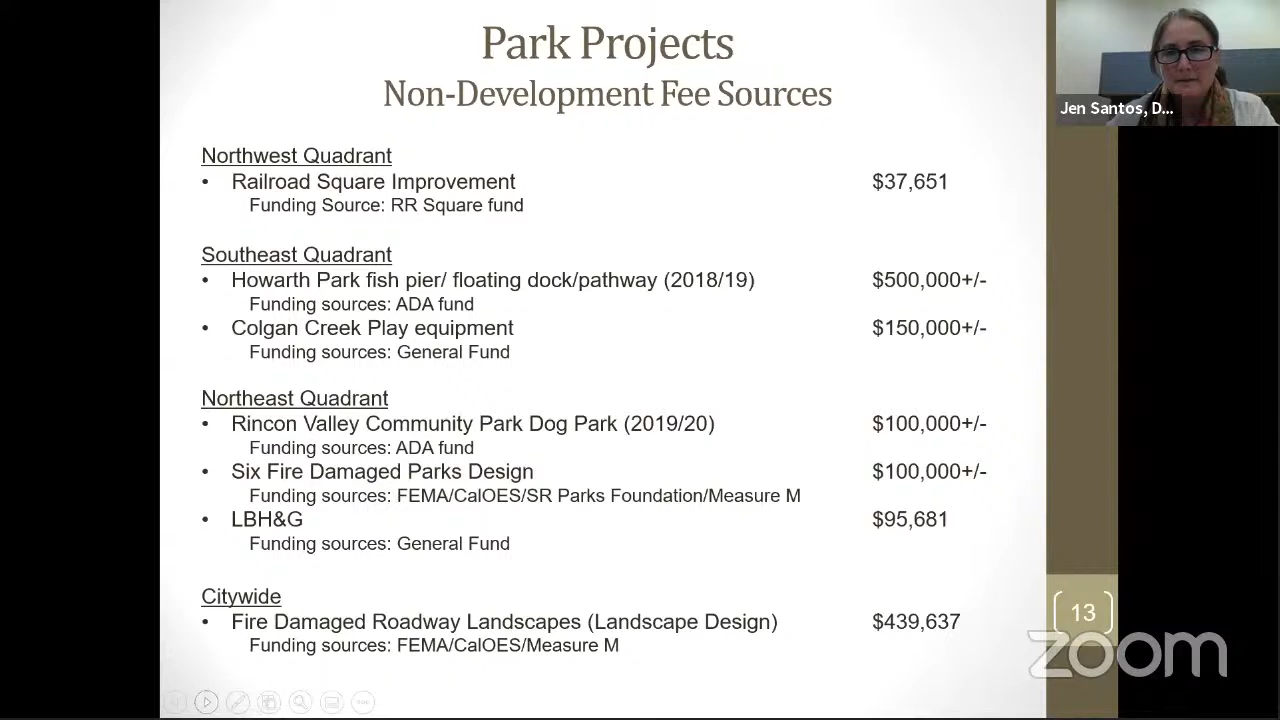 Park Projects
Non-Development Fee Sources
Jen Santos, D...
Northwest Quadrant
• Railroad Square Improvement $37,651
Funding Source: RR Square fund
Southeast Quadrant
• Howarth Park fish pier/ floating dock/pathway (2018/19) $500,000+/-
Funding sources: ADA fund
• Colgan Creek Play equipment $150,000+/-
Funding sources: General Fund
Northeast Quadrant
• Rincon Valley Community Park Dog Park (2019/20) $100,000+/-
Funding sources: ADA fund
• Six Fire Damaged Parks Design $100,000+/-
Funding sources: FEMA/CalOES/SR Parks Foundation/Measure M
• LBH&G $95,681
Funding sources: General Fund
Citywide
• Fire Damaged Roadway Landscapes (Landscape Design) $439,637
Funding sources: FEMA/CalOES/Measure M
13
zoom